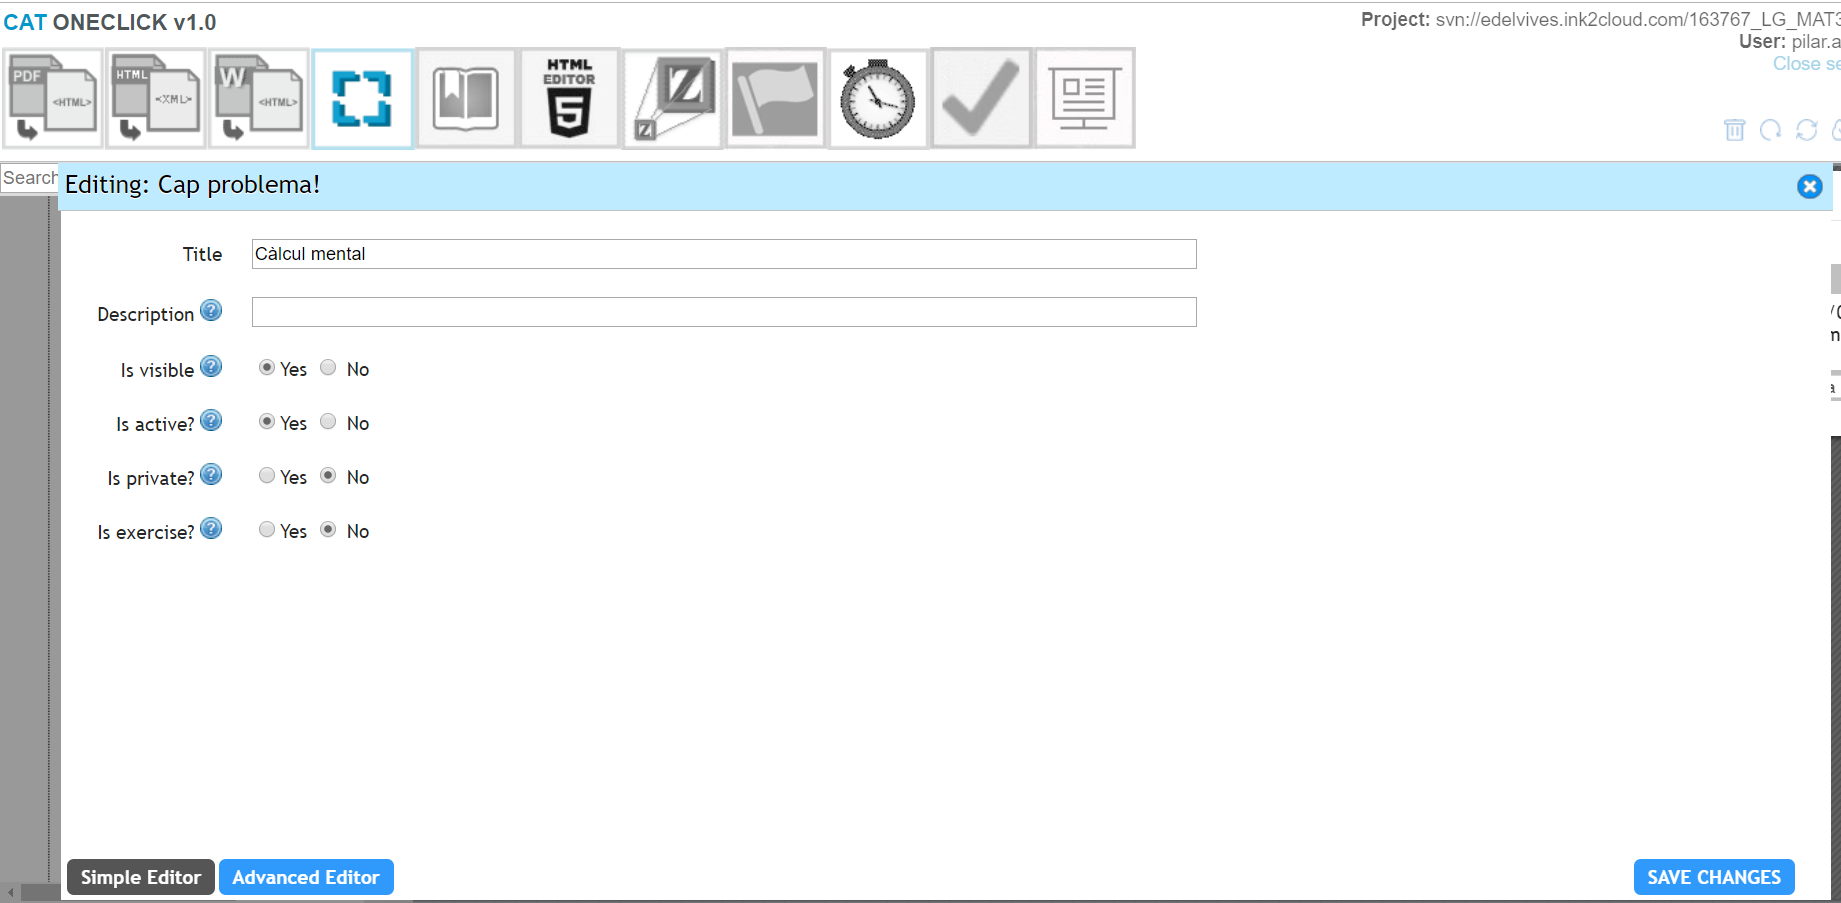 CAT ONECLICK v1.0
Project: svn://edelvives.ink2cloud.com/163767_LG_MAT3
User: pilar.a
Close se
PDF
<HTML>
HTML
<XML>
W
<HTML>
HTML
EDITOR
5
Z
Z
Search
Editing: Cap problema!
Title
Càlcul mental
Description ?
Is visible ? Yes No
Is active? ? Yes No
Is private? ? Yes No
Is exercise? ? Yes No
Simple Editor
Advanced Editor
SAVE CHANGES